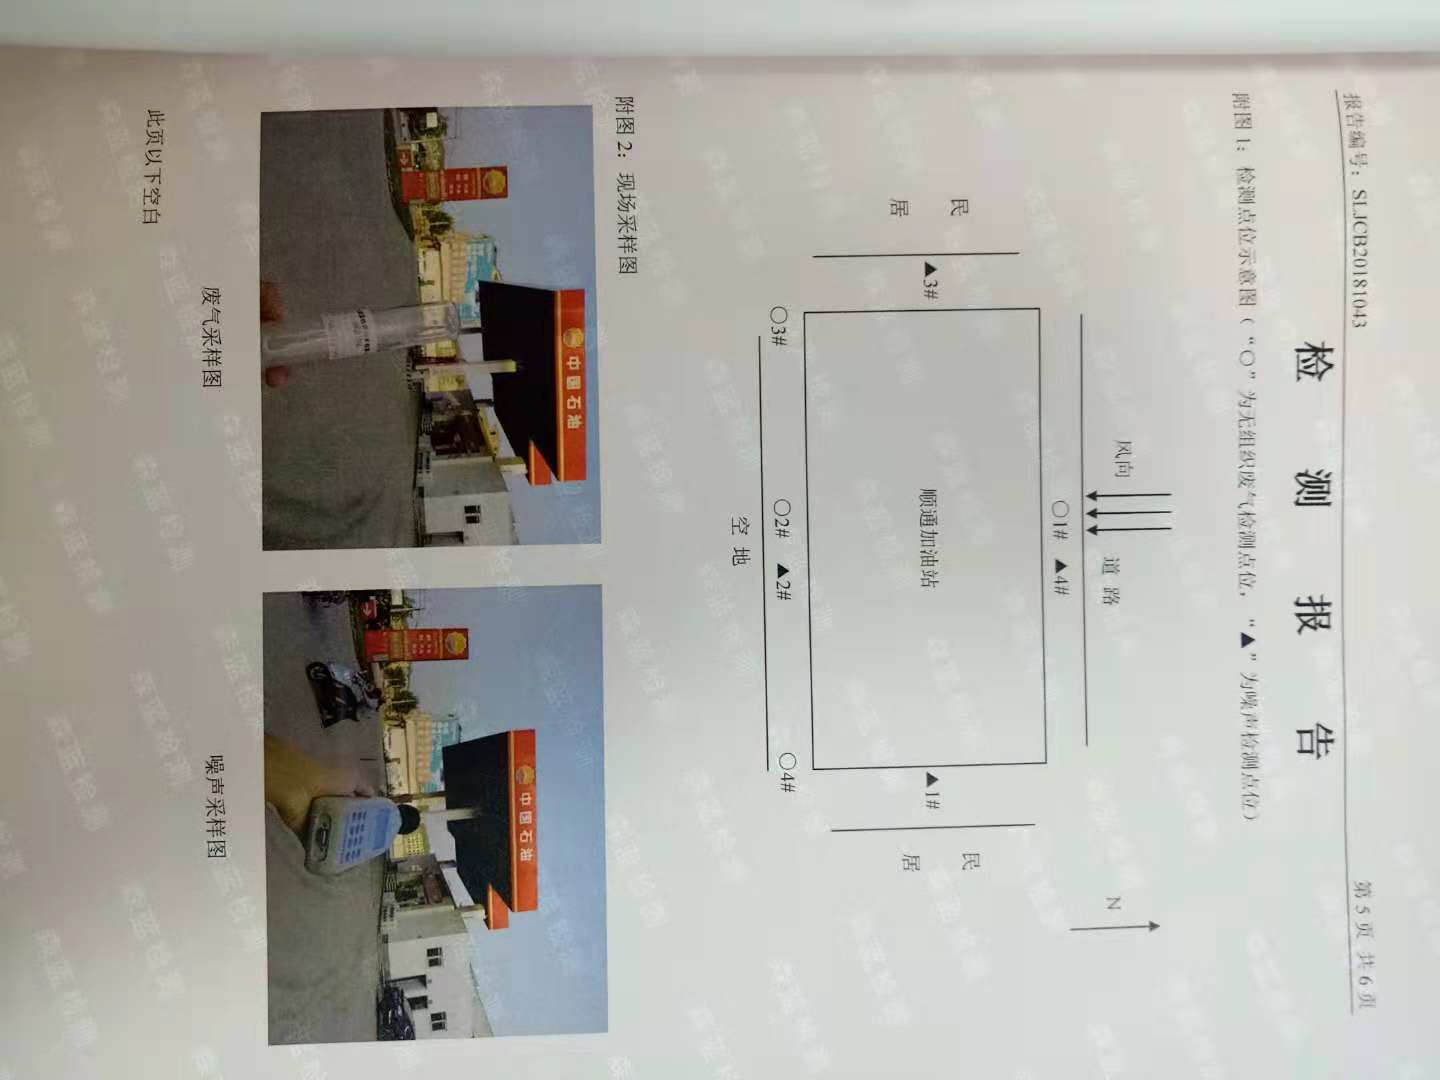 报告编号：SLJCB20181043 第 5 页 共 6 页
检 测 报 告
附图 1：检测点位示意图（“○”为无组织废气检测点位，“▲”为噪声检测点位）
N
风向
道 路
○1# ▲4#
民居
▲3#
顺通加油站
▲1#
民居
○3#
○2# ▲2#
○4#
空 地
附图 2：现场采样图
中国石油
中国石油
废气采样图
噪声采样图
此页以下空白
森蓝检测